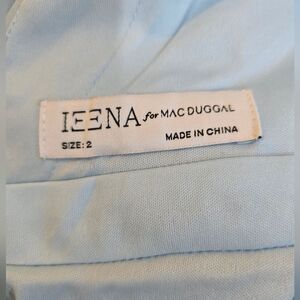 IEENA for MAC DUGGAL
SIZE: 2 MADE IN CHINA